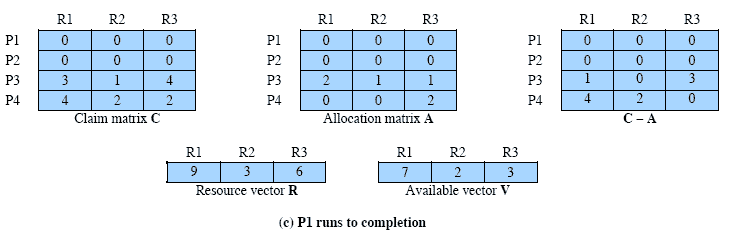 R1 R2 R3 R1 R2 R3 R1 R2 R3
P1 0 0 0 P1 0 0 0 P1 0 0 0
P2 0 0 0 P2 0 0 0 P2 0 0 0
P3 3 1 4 P3 2 1 1 P3 1 0 3
P4 4 2 2 P4 0 0 2 P4 4 2 0
Claim matrix C Allocation matrix A C – A
R1 R2 R3 R1 R2 R3
9 3 6 7 2 3
Resource vector R Available vector V
(c) P1 runs to completion